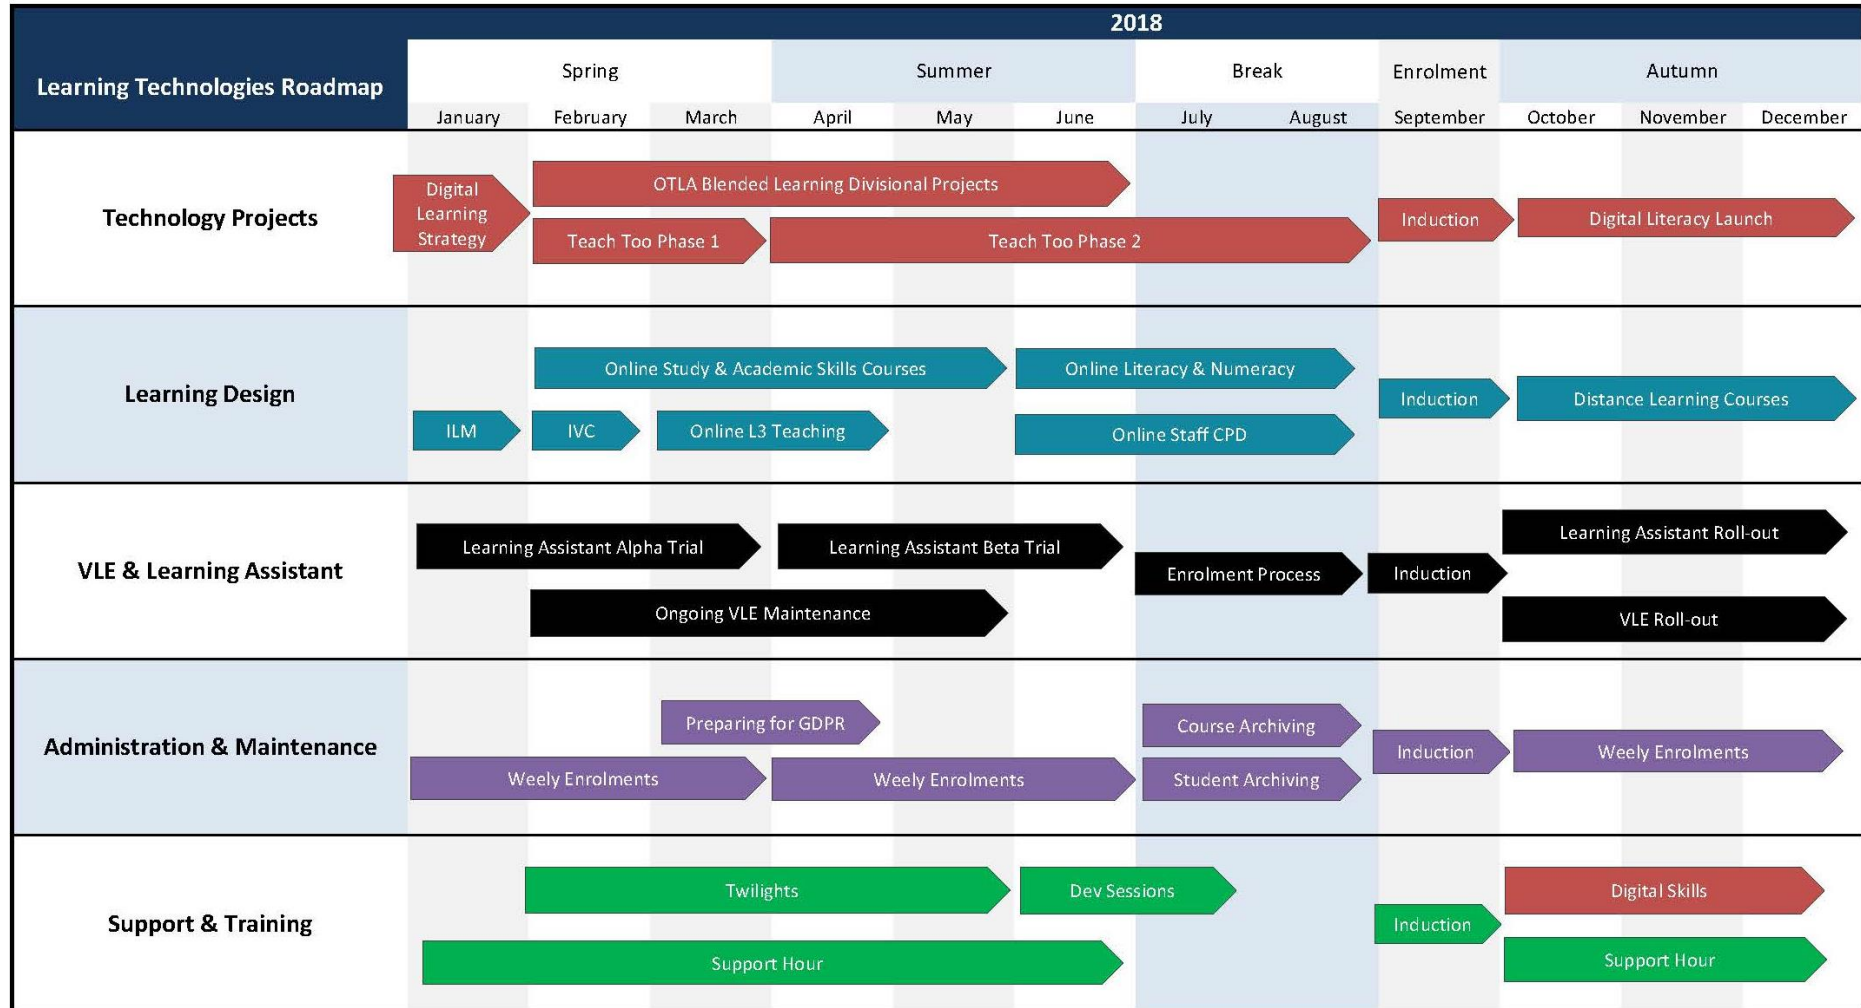 2018
Learning Technologies Roadmap
Spring
Summer
Break
Enrolment
Autumn
January
February
March
April
May
June
July
August
September
October
November
December
Technology Projects
Digital
Learning
Strategy
OTLA Blended Learning Divisional Projects
Teach Too Phase 1
Teach Too Phase 2
Induction
Digital Literacy Launch
Learning Design
Online Study & Academic Skills Courses
Online Literacy & Numeracy
ILM
IVC
Online L3 Teaching
Online Staff CPD
Induction
Distance Learning Courses
VLE & Learning Assistant
Learning Assistant Alpha Trial
Learning Assistant Beta Trial
Ongoing VLE Maintenance
Enrolment Process
Induction
Learning Assistant Roll-out
VLE Roll-out
Administration & Maintenance
Preparing for GDPR
Weely Enrolments
Weely Enrolments
Course Archiving
Student Archiving
Induction
Weely Enrolments
Support & Training
Twilights
Dev Sessions
Support Hour
Induction
Digital Skills
Support Hour